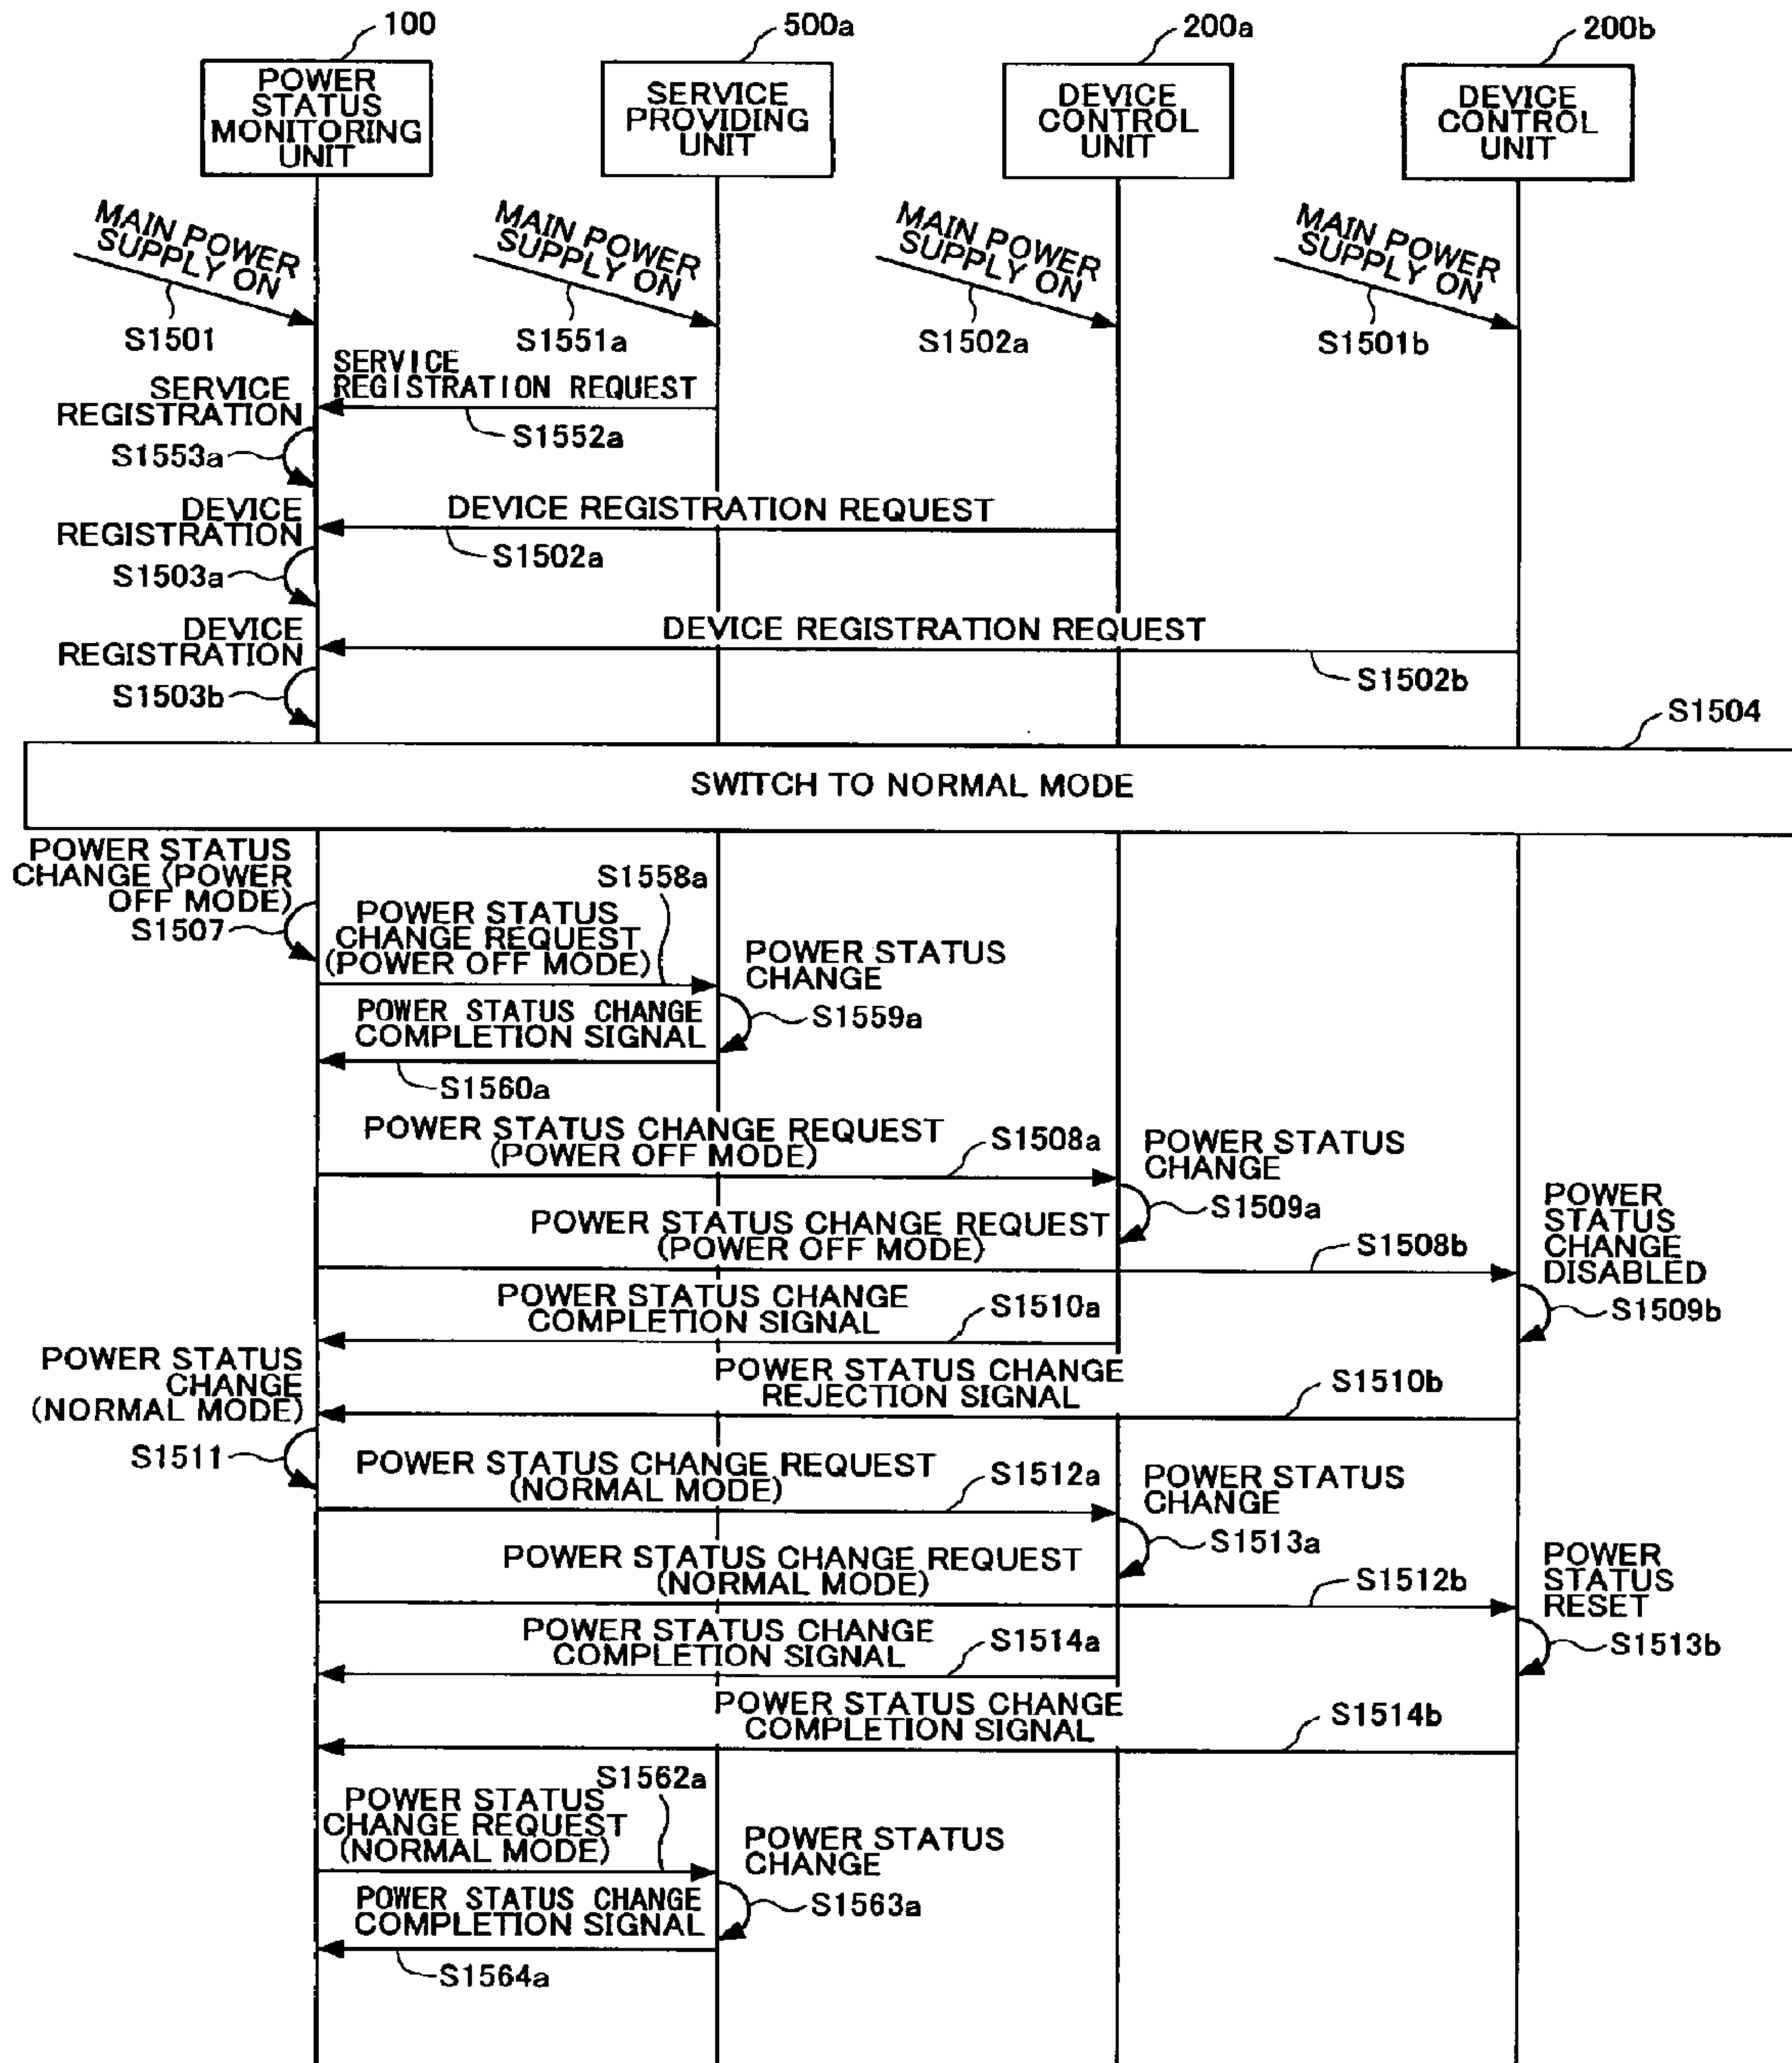 100
500a
200a
200b
POWER
STATUS
MONITORING
UNIT
SERVICE
PROVIDING
UNIT
DEVICE
CONTROL
UNIT
DEVICE
CONTROL
UNIT
MAIN POWER
SUPPLY ON
MAIN POWER
SUPPLY ON
MAIN POWER
SUPPLY ON
MAIN POWER
SUPPLY ON
S1501
S1551a
S1502a
S1501b
SERVICE
REGISTRATION REQUEST
SERVICE
REGISTRATION
S1552a
S1553a
DEVICE REGISTRATION REQUEST
DEVICE
REGISTRATION
S1502a
S1503a
DEVICE REGISTRATION REQUEST
DEVICE
REGISTRATION
S1502b
S1503b
S1504
SWITCH TO NORMAL MODE
POWER STATUS
CHANGE (POWER
OFF MODE)
S1507
S1558a
POWER STATUS
CHANGE REQUEST
(POWER OFF MODE)
POWER STATUS
CHANGE
S1559a
POWER STATUS CHANGE
COMPLETION SIGNAL
S1560a
POWER STATUS CHANGE REQUEST
(POWER OFF MODE)
S1508a
POWER STATUS
CHANGE
S1509a
POWER STATUS CHANGE REQUEST
(POWER OFF MODE)
S1508b
POWER
STATUS
CHANGE
DISABLED
S1509b
POWER STATUS CHANGE
COMPLETION SIGNAL
S1510a
POWER STATUS CHANGE
REJECTION SIGNAL
S1510b
POWER STATUS
CHANGE
(NORMAL MODE)
S1511
POWER STATUS CHANGE REQUEST
(NORMAL MODE)
S1512a
POWER STATUS
CHANGE
S1513a
POWER STATUS CHANGE REQUEST
(NORMAL MODE)
S1512b
POWER
STATUS
RESET
S1513b
POWER STATUS CHANGE
COMPLETION SIGNAL
S1514a
POWER STATUS CHANGE
COMPLETION SIGNAL
S1514b
S1562a
POWER STATUS
CHANGE REQUEST
(NORMAL MODE)
POWER STATUS
CHANGE
S1563a
POWER STATUS CHANGE
COMPLETION SIGNAL
S1564a